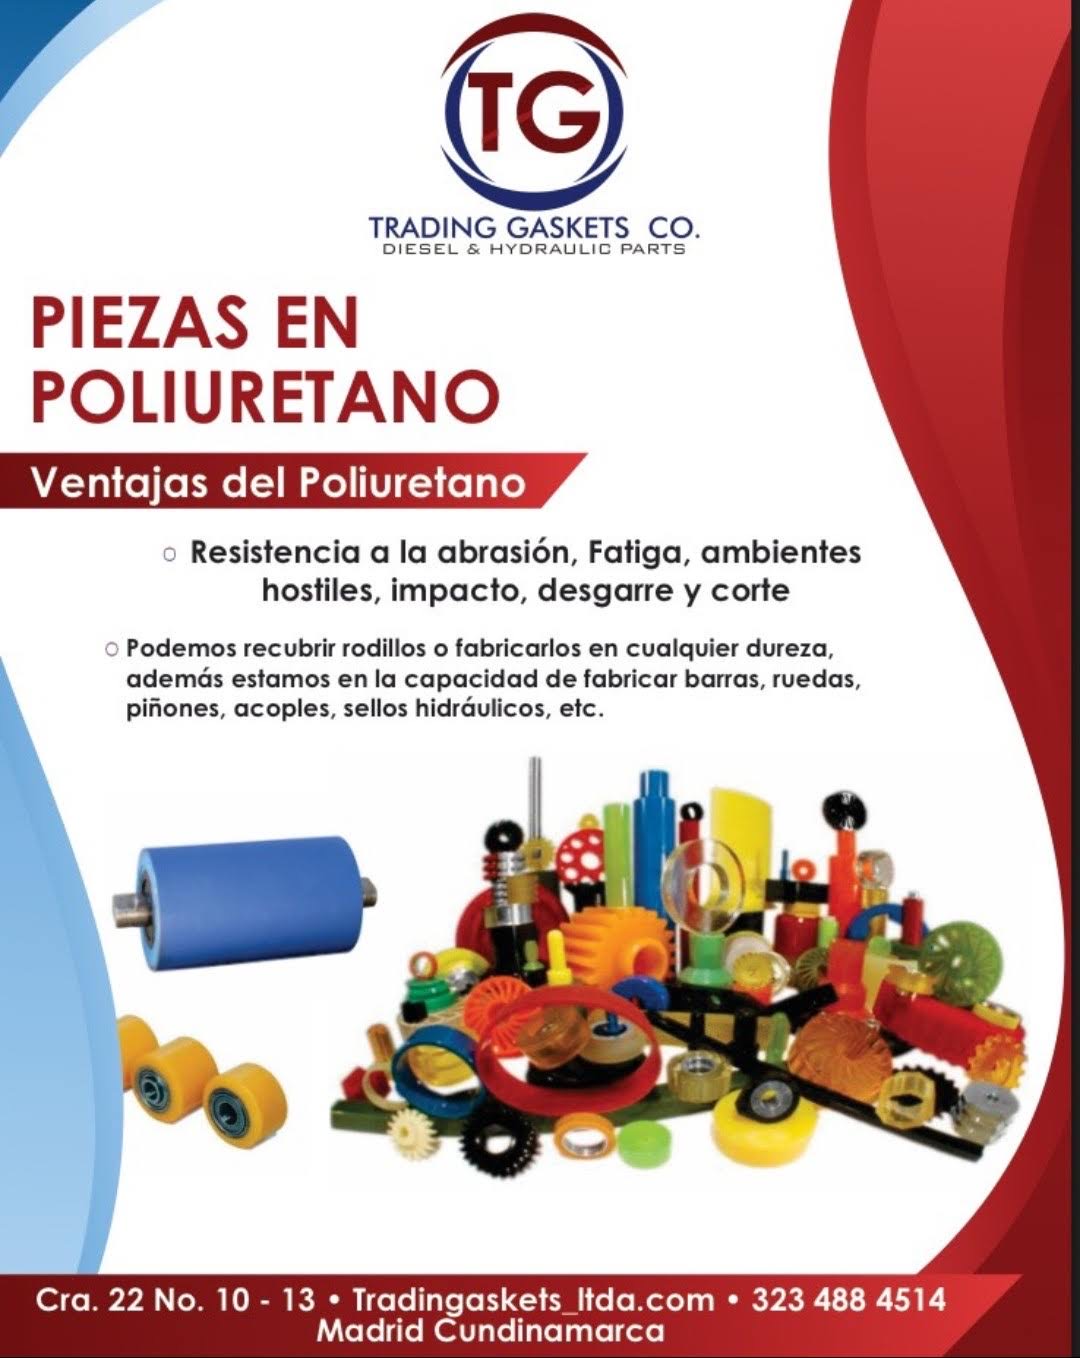 TG
TRADING GASKETS CO.
DIESEL & HYDRAULIC PARTS
PIEZAS EN
POLIURETANO
Ventajas del Poliuretano
Resistencia a la abrasión, Fatiga, ambientes
hostiles, impacto, desgarre y corte
Podemos recubrir rodillos o fabricarlos en cualquier dureza,
además estamos en la capacidad de fabricar barras, ruedas,
piñones, acoples, sellos hidráulicos, etc.
Cra. 22 No. 10 - 13 • Tradingaskets_ltda.com • 323 488 4514
Madrid Cundinamarca